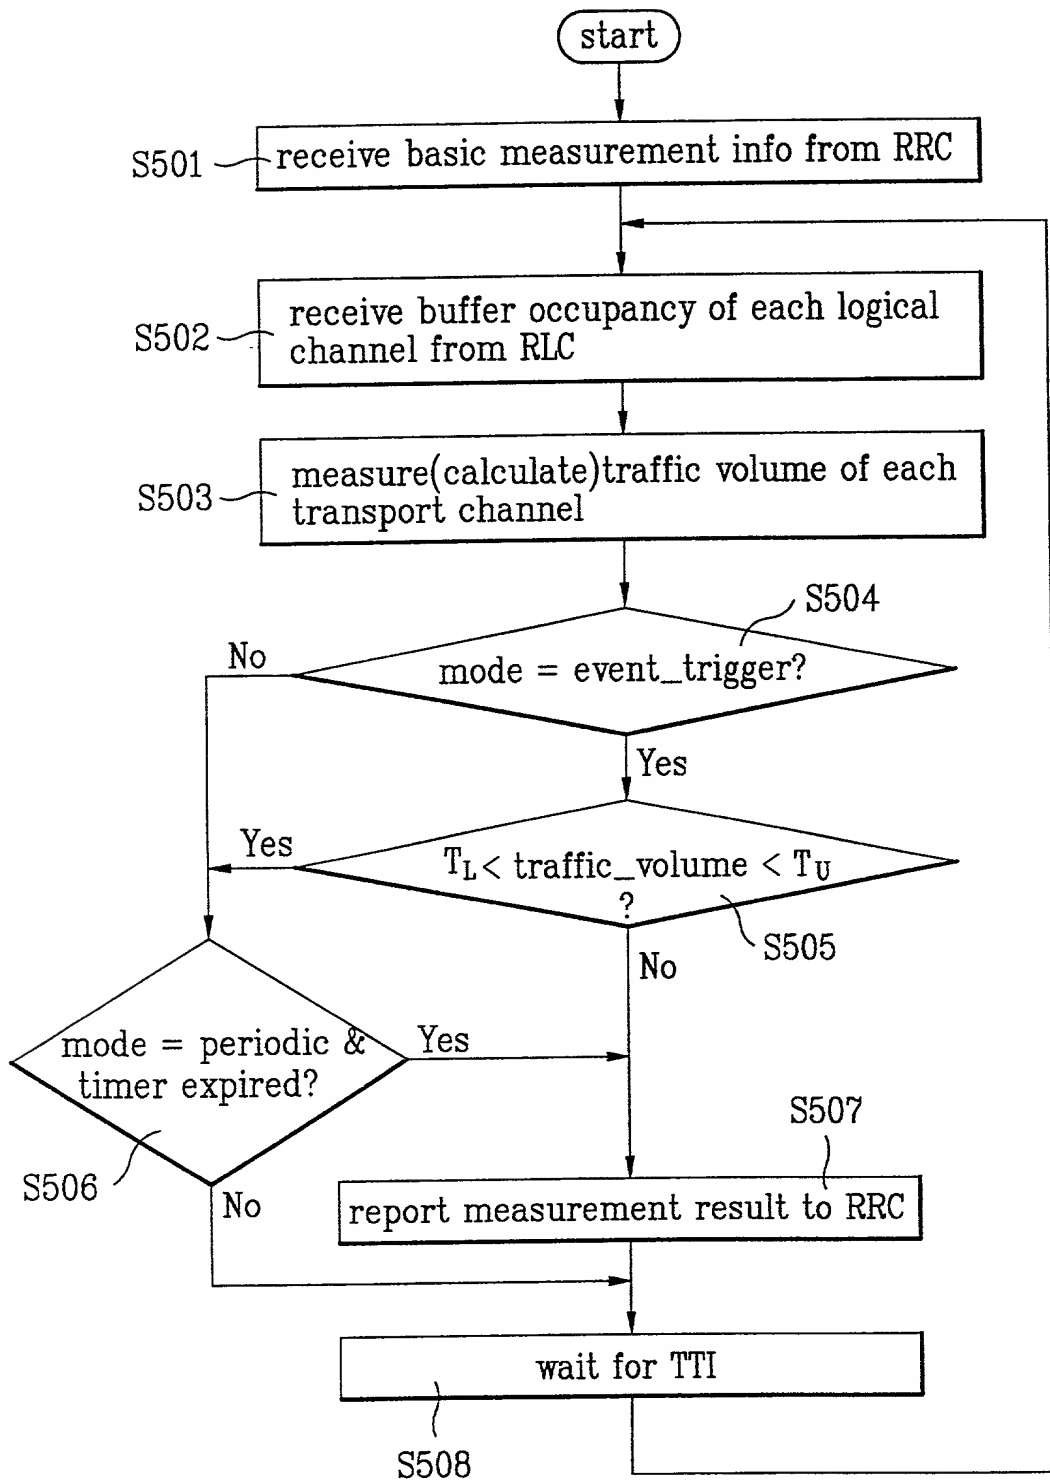 start
S501
receive basic measurement info from RRC
S502
receive buffer occupancy of each logical
channel from RLC
S503
measure(calculate)traffic volume of each
transport channel
S504
No
mode = event_trigger?
Yes
Yes
TL< traffic_volume < TU
?
S505
No
mode = periodic &
timer expired?
Yes
S506
No
S507
report measurement result to RRC
wait for TTI
S508